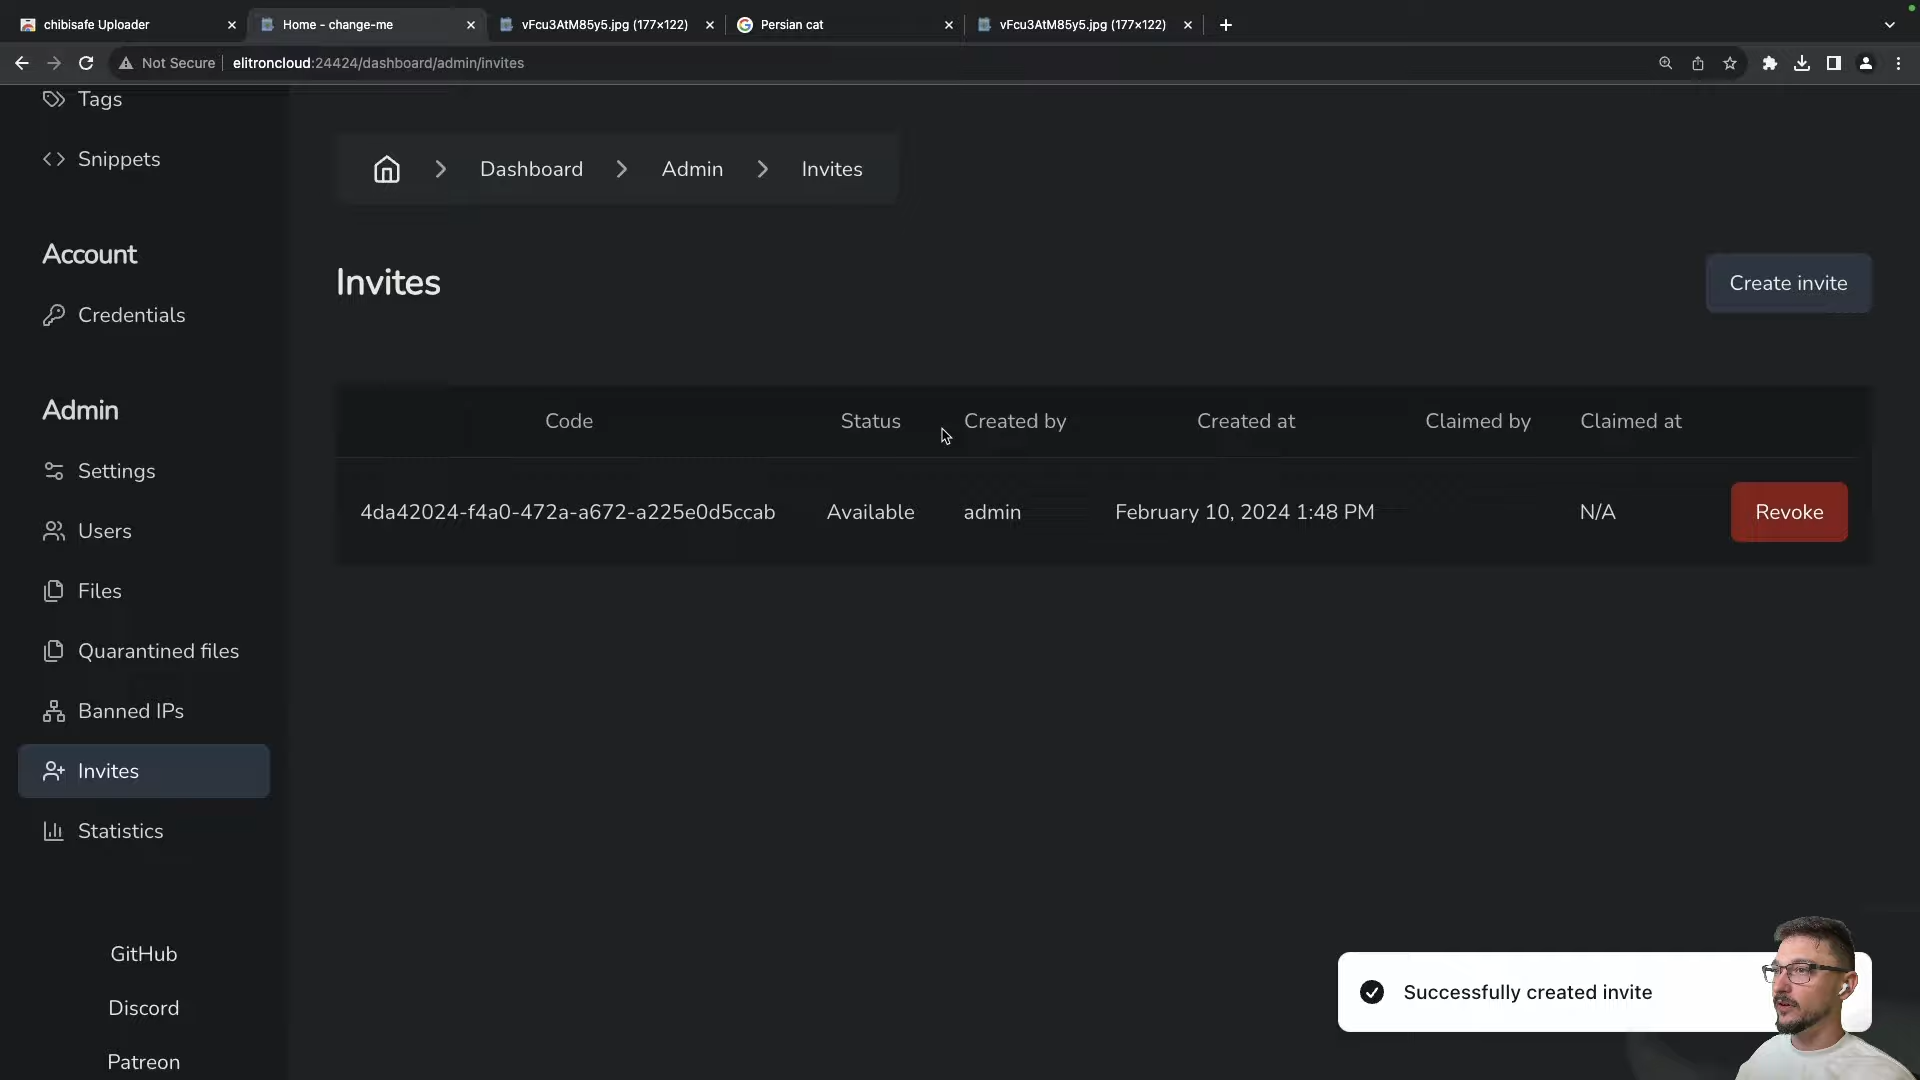 chibisafe Uploader
Home - change-me
vFcu3AtM85y5.jpg (177×122)
Persian cat
vFcu3AtM85y5.jpg (177×122)
Not Secure
elitroncloud:24424/dashboard/admin/invites
Tags
Snippets
Account
Credentials
Admin
Settings
Users
Files
Quarantined files
Banned IPs
Invites
Statistics
GitHub
Discord
Patreon
Dashboard
Admin
Invites
Invites
Create invite
Code Status Created by Created at Claimed by Claimed at
4da42024-f4a0-472a-a672-a225e0d5ccab Available admin February 10, 2024 1:48 PM N/A Revoke
Successfully created invite